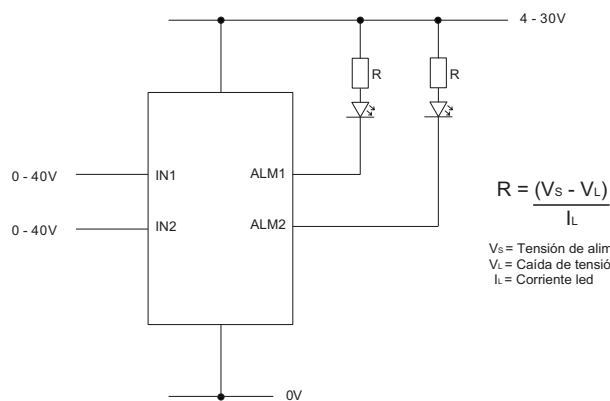 4 - 30V
R
R
0 - 40V
IN1
ALM1
0 - 40V
IN2
ALM2
R = (VS - VL)
IL
VS = Tensión de alim
VL = Caída de tensió
IL = Corriente led
0V